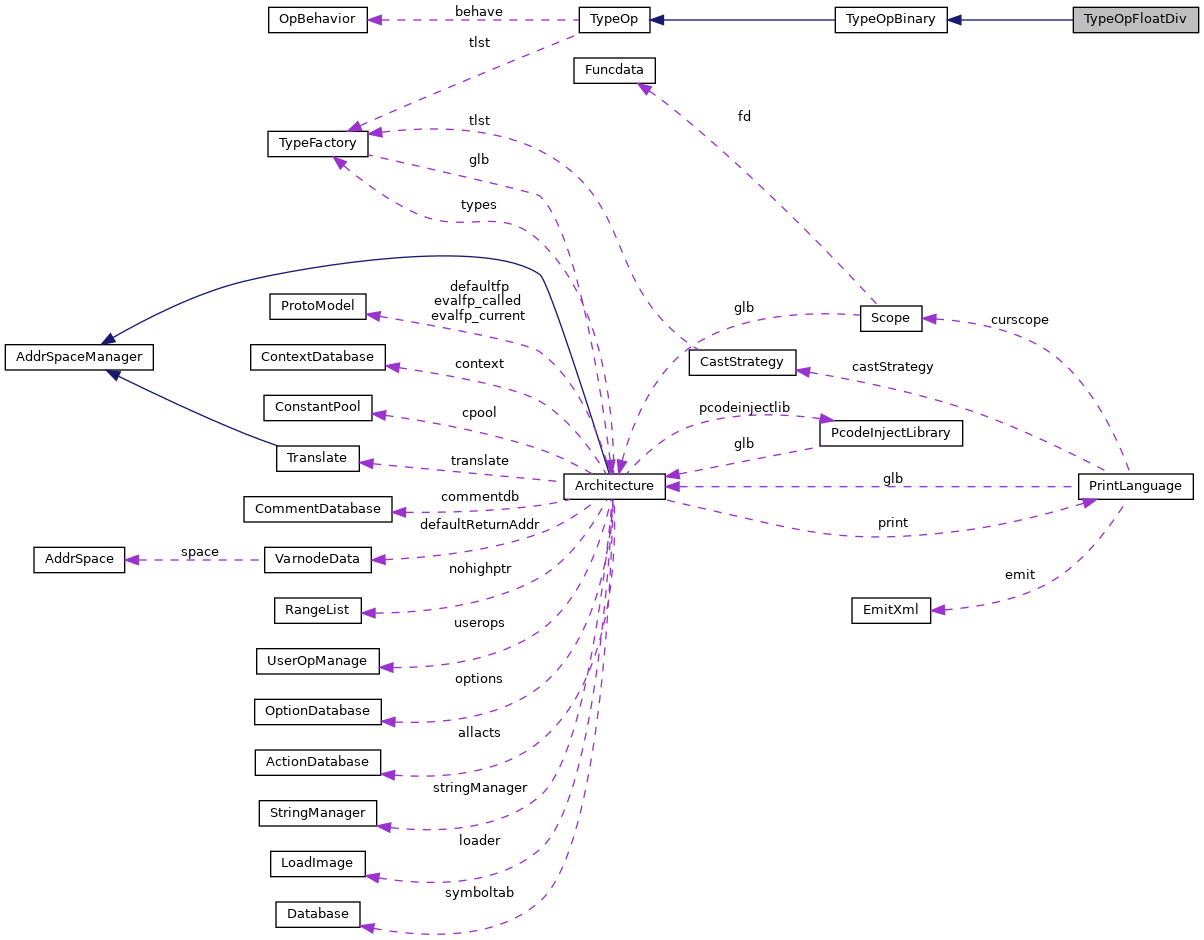 behave
OpBehavior
TypeOp
TypeOpBinary
TypeOpFloatDiv
tlst
Funcdata
fd
tlst
TypeFactory
glb
types
defaultfp
evalfp_called
evalfp_current
ProtoModel
glb
Scope
curscope
AddrSpaceManager
ContextDatabase
context
CastStrategy
castStrategy
ConstantPool
cpool
pcodeinjectlib
PcodeInjectLibrary
glb
Translate
translate
Architecture
glb
PrintLanguage
commentdb
CommentDatabase
defaultReturnAddr
print
AddrSpace
space
VarnodeData
nohighptr
emit
RangeList
EmitXml
userops
UserOpManage
options
OptionDatabase
allacts
ActionDatabase
stringManager
StringManager
loader
LoadImage
symboltab
Database